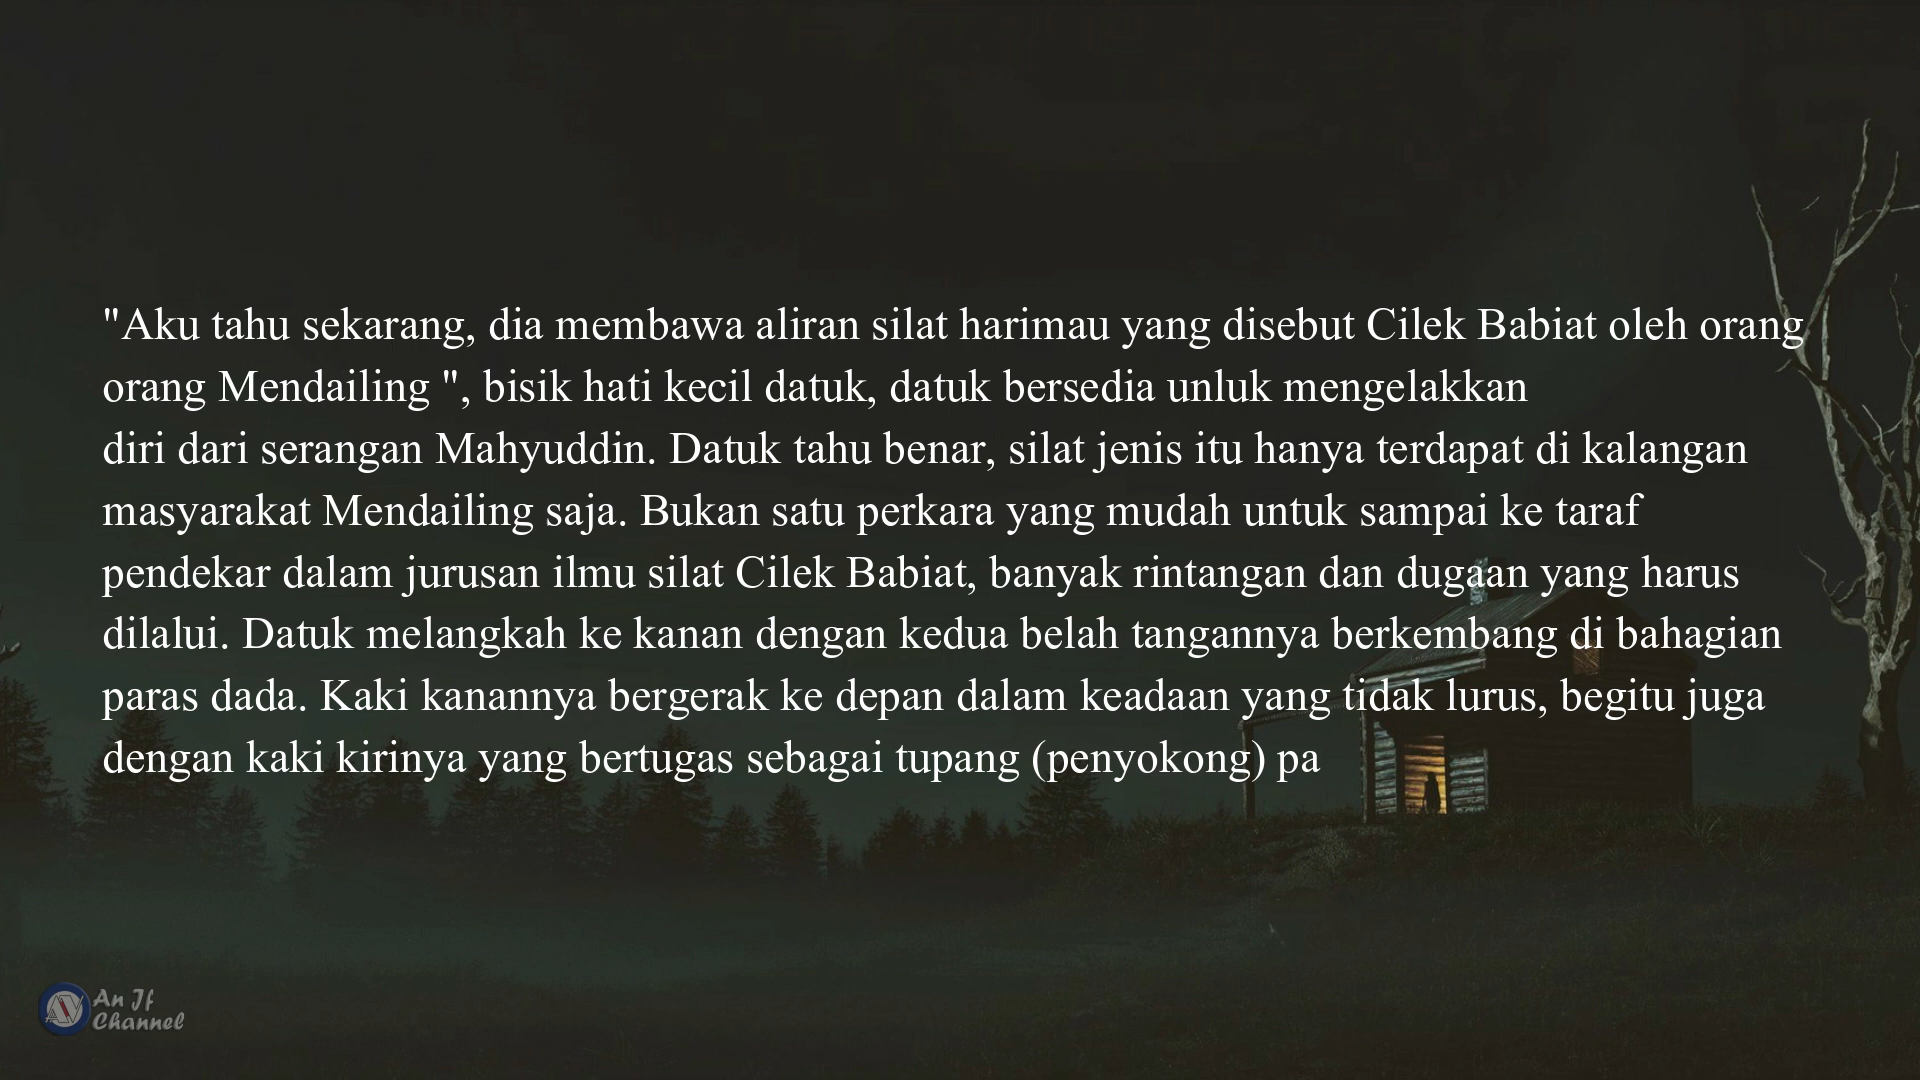 "Aku tahu sekarang, dia membawa aliran silat harimau yang disebut Cilek Babiat oleh orang
orang Mendailing ", bisik hati kecil datuk, datuk bersedia unluk mengelakkan
diri dari serangan Mahyuddin. Datuk tahu benar, silat jenis itu hanya terdapat di kalangan
masyarakat Mendailing saja. Bukan satu perkara yang mudah untuk sampai ke taraf
pendekar dalam jurusan ilmu silat Cilek Babiat, banyak rintangan dan dugaan yang harus
dilalui. Datuk melangkah ke kanan dengan kedua belah tangannya berkembang di bahagian
paras dada. Kaki kanannya bergerak ke depan dalam keadaan yang tidak lurus, begitu juga
dengan kaki kirinya yang bertugas sebagai tupang (penyokong) pa
An If
Channel